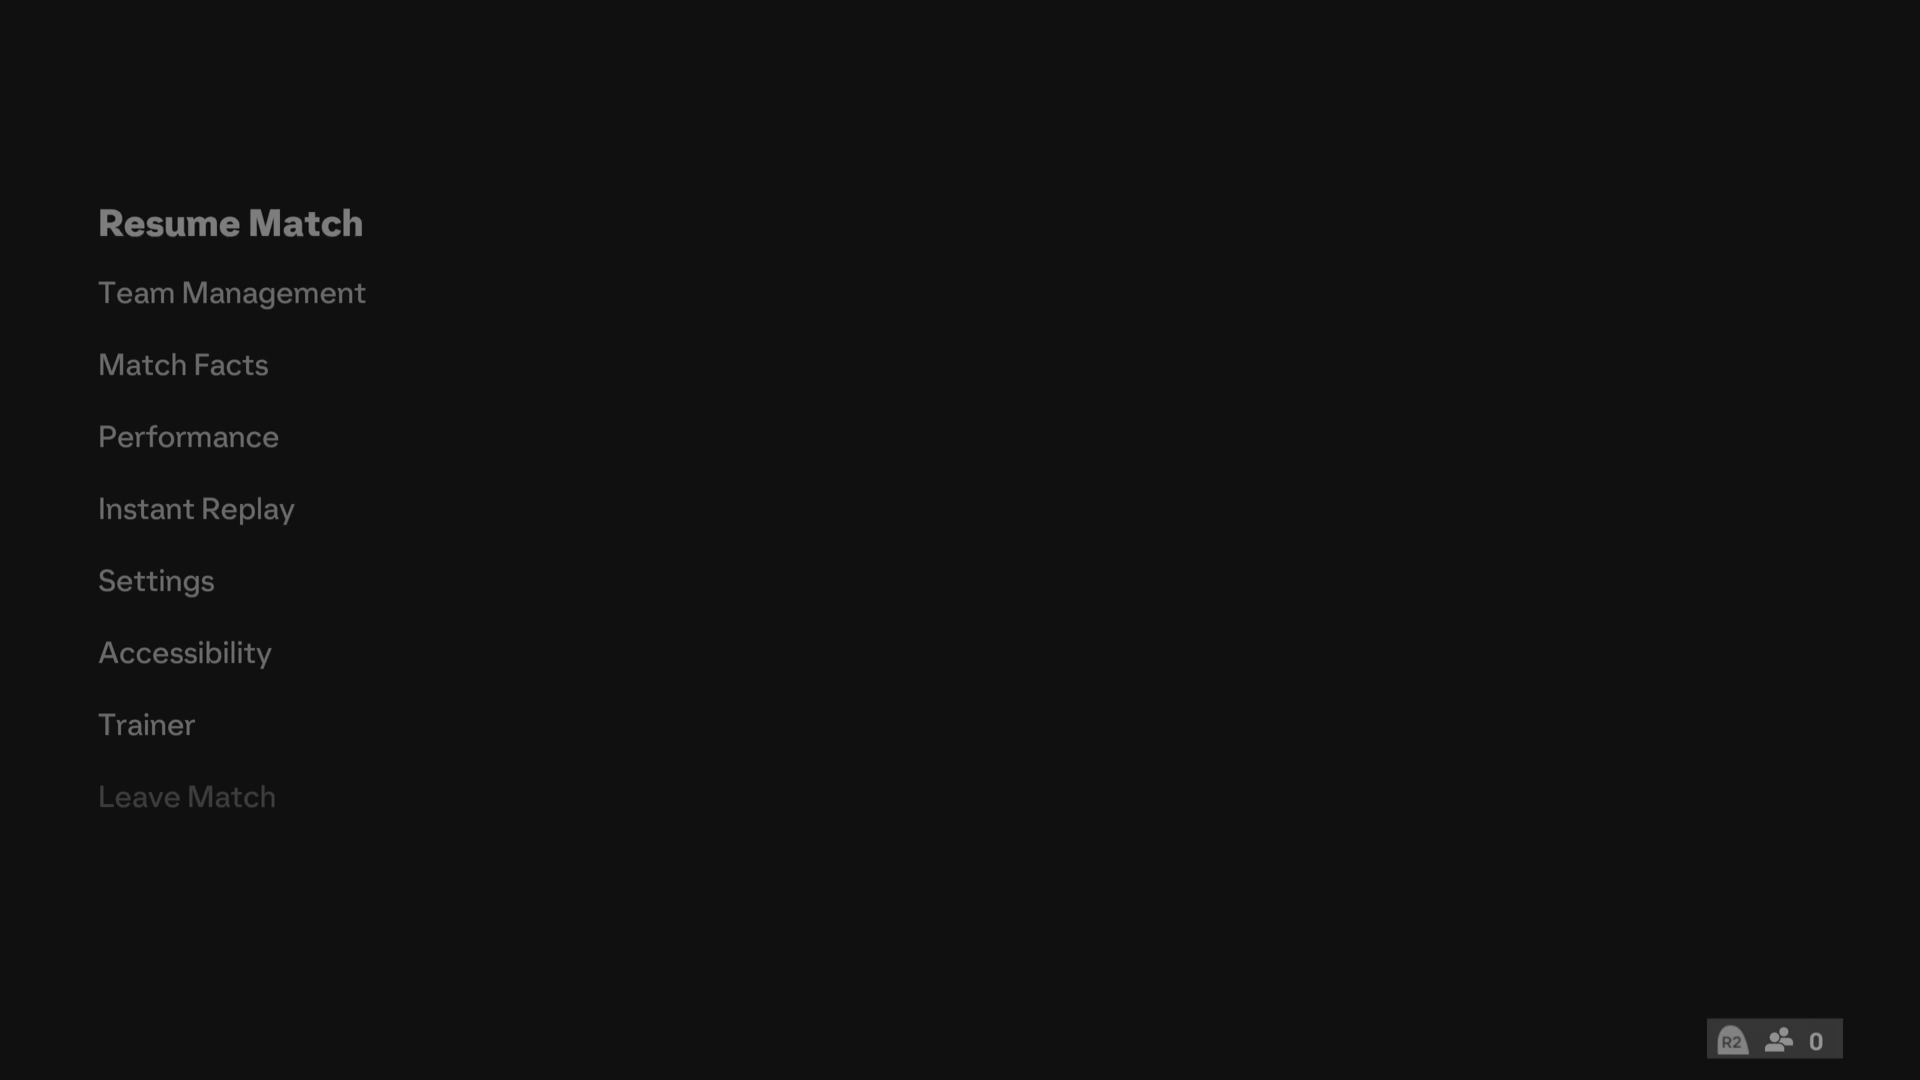 Resume Match
Team Management
Match Facts
Performance
Instant Replay
Settings
Accessibility
Trainer
Leave Match
R2 0